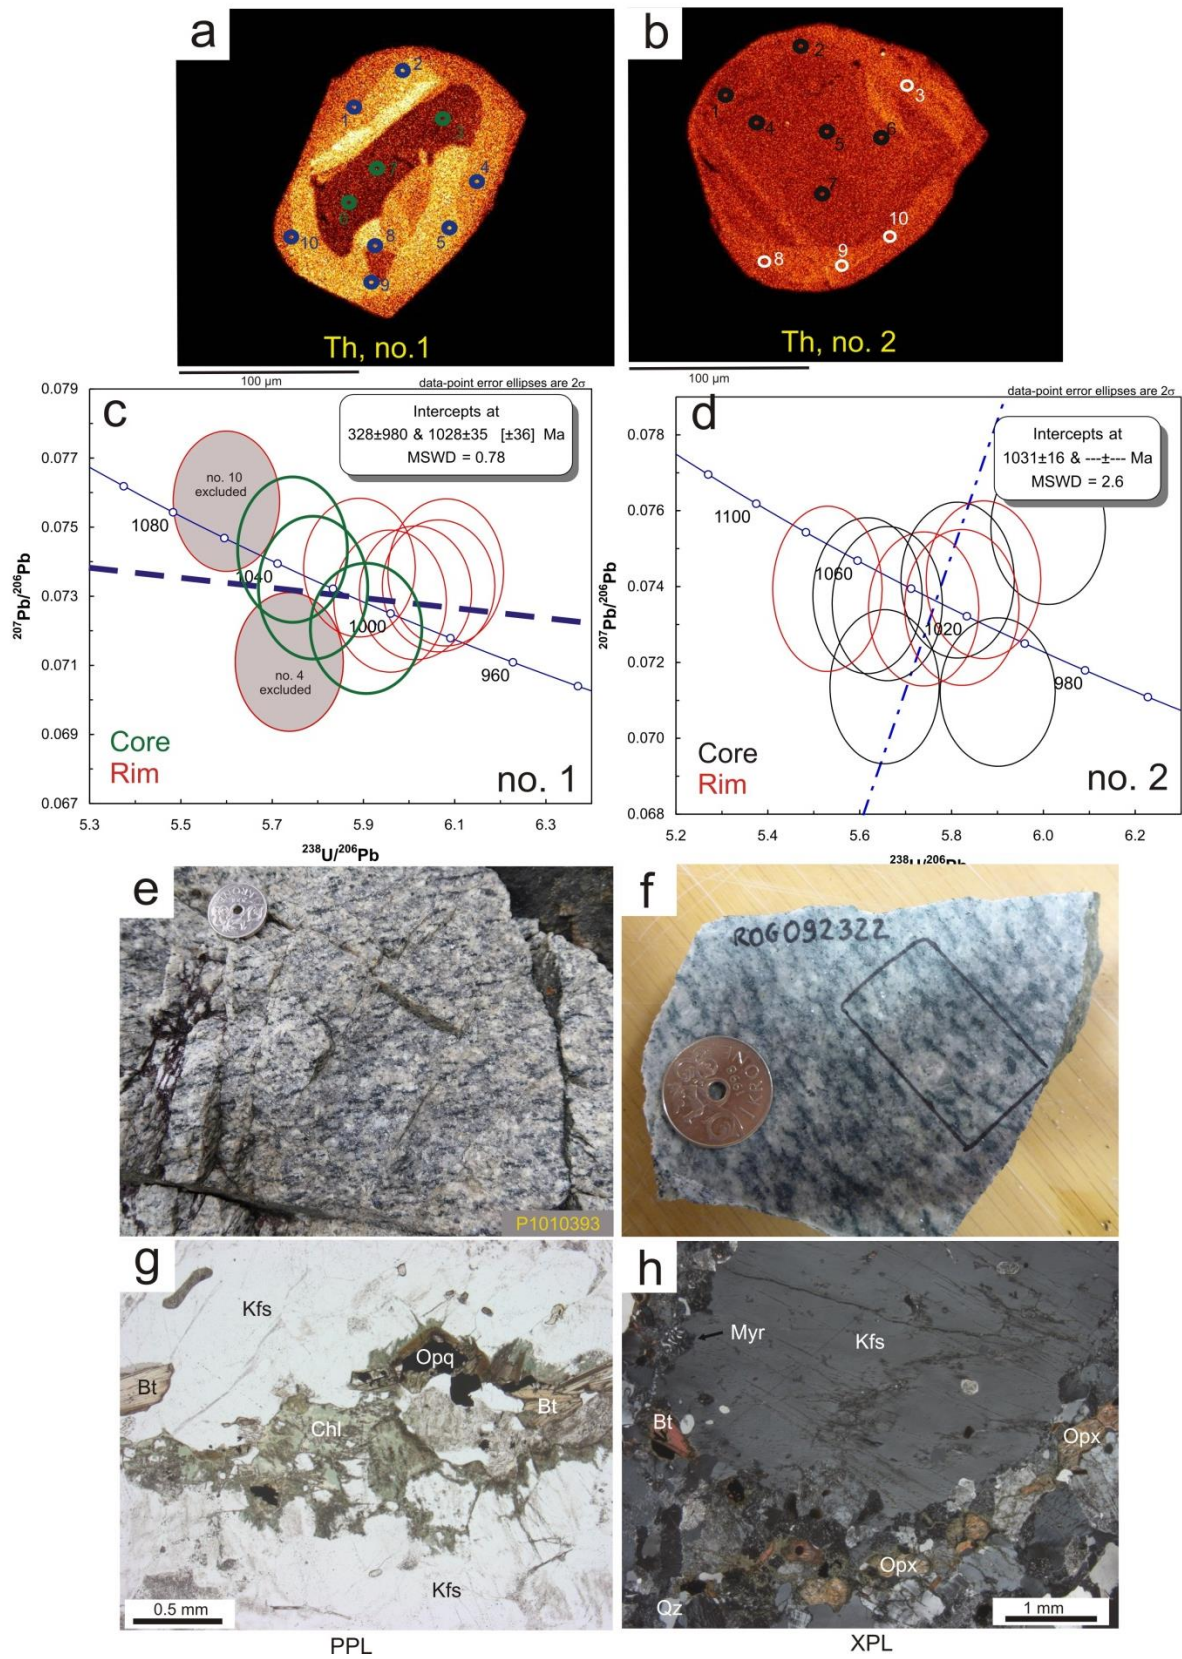 a
2
1
3
7
4
6
8
5
10
9
Th, no.1
100 µm
b
2
3
1
4
5
6
7
10
8
9
Th, no. 2
100 µm
c
data-point error ellipses are 2σ
Intercepts at
328±980 & 1028±35 [±36] Ma
MSWD = 0.78
0.079
0.077
0.075
0.073
0.071
0.069
0.067
no. 10
excluded
1080
1040
1000
960
no. 4
excluded
Core
Rim
no. 1
5.3
5.5
5.7
5.9
6.1
6.3
207Pb/206Pb
238U/206Pb
d
data-point error ellipses are 2σ
Intercepts at
1031±16 & ---±--- Ma
MSWD = 2.6
0.078
0.076
0.074
0.072
0.070
0.068
1100
1060
1020
980
Core
Rim
no. 2
5.2
5.4
5.6
5.8
6.0
6.2
207Pb/206Pb
238U/206Pb
e
P1010393
f
ROG092322
1 KRONE
g
Kfs
Opq
Bt
Bt
Chl
Kfs
0.5 mm
PPL
h
Myr
Kfs
Bt
Opx
Opx
Qz
1 mm
XPL